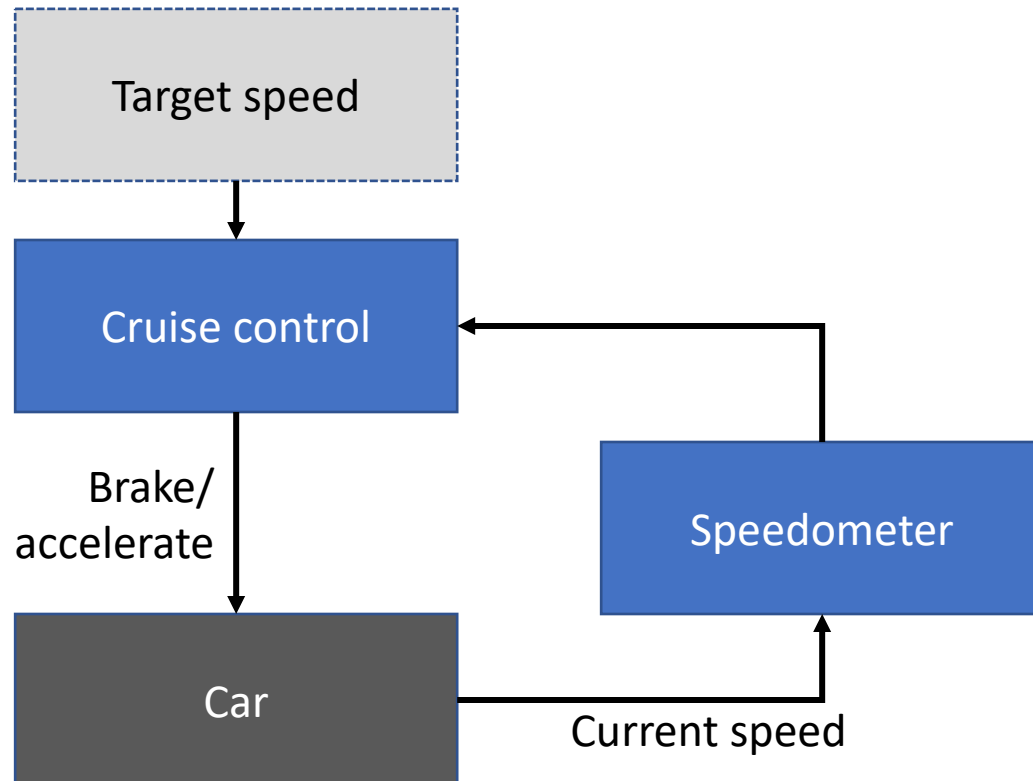 Target speed
Cruise control
Brake/
accelerate
Speedometer
Car
Current speed